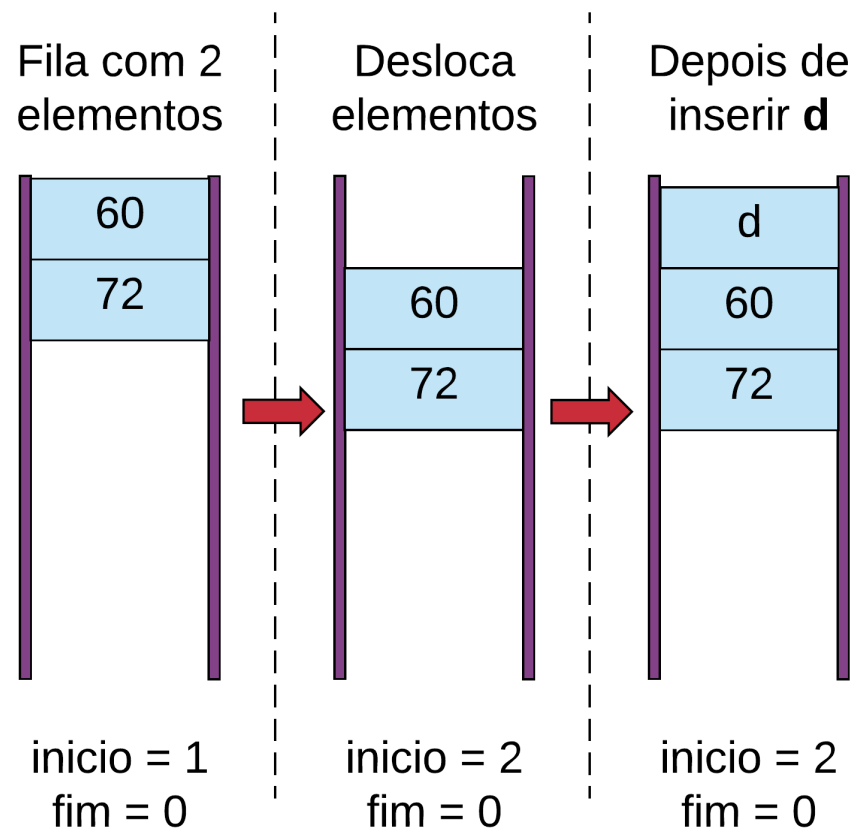 Fila com 2
elementos
60
72
inicio = 1
fim = 0
Desloca
elementos
60
72
inicio = 2
fim = 0
Depois de
inserir d
d
60
72
inicio = 2
fim = 0